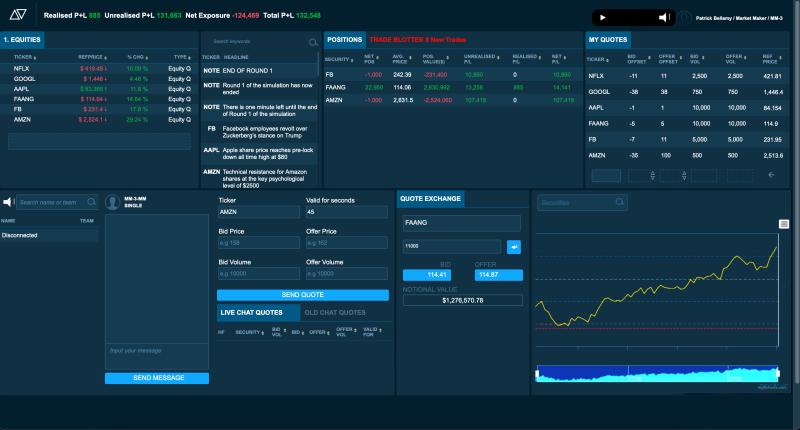 Realised P+L 885 Unrealised P+L 131,663 Net Exposure -124,469 Total P+L 132,548
Patrick Bellamy / Market Maker / MM-3
1. EQUITIES
TICKER REFPRICE % CHG TYPE
NFLX $ 419.49 10.09 % Equity Q
GOOGL $ 1,448 4.48 % Equity Q
AAPL 11.6 % Equity Q
FAANG $ 114.64 14.64 % Equity Q
FB $ 231.4 17.8 % Equity Q
AMZN $ 2,524.1 29.24 % Equity Q
Search keywords
TICKER HEADLINE
NOTE END OF ROUND 1
NOTE Round 1 of the simulation has now
ended
NOTE There is one minute left until the end
of Round 1 of the simulation
FB Facebook employees revolt over
Zuckerberg's stance on Trump
AAPL Apple share price reaches pre-lock
down all time high at $80
AMZN Technical resistance for Amazon
shares at the key psychological
level of $2500
POSITIONS TRADE BLOTTER 8 New Trades
SECURITY NET POS AVG. PRICE POS VALUE($) UNREALISED P/L REALISED P/L NET P/L
FB -1,000 242.39 -231,400 10,990 0 10,990
FAANG 22,950 114.06 2,630,992 13,256 885 14,141
AMZN -1,000 2,631.5 -2,524,060 107,418 0 107,418
MY QUOTES
TICKER BID OFFSET OFFER OFFSET BID VOL OFFER VOL REF PRICE
NFLX -11 11 2,500 2,500 421.81
GOOGL -38 38 750 750 1,446.4
AAPL -1 1 10,000 10,000 84.154
FAANG -5 5 10,000 10,000 114.9
FB -7 11 5,000 5,000 231.95
AMZN -35 100 500 500 2,513.6
Search name or team
NAME TEAM
Disconnected
MM-3-MM
SINGLE
Input your message
SEND MESSAGE
Ticker Valid for seconds
AMZN 45
Bid Price Offer Price
e.g 158 e.g 162
Bid Volume Offer Volume
e.g 10000 e.g 10000
SEND QUOTE
LIVE CHAT QUOTES OLD CHAT QUOTES
HF SECURITY BID VOL BID OFFER OFFER VOL VALID FOR
QUOTE EXCHANGE
FAANG
11000
BID OFFER
114.41 114.87
NOTIONAL VALUE
$1,276,570.78
Securities